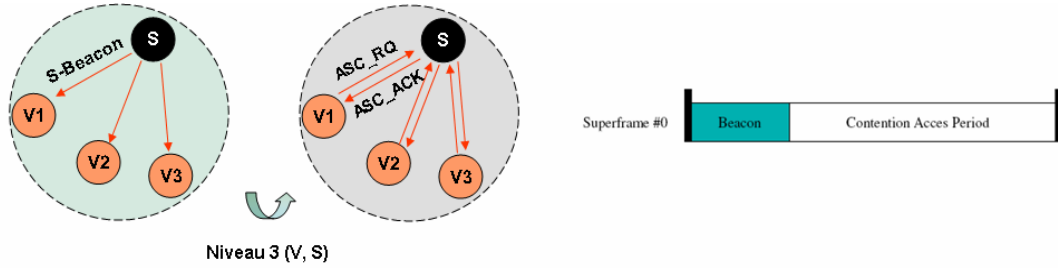 S
S-Beacon
V1
V2
V3
S
ASC_RQ
ASC_ACK
V1
V2
V3
Niveau 3 (V, S)
Superframe #0
Beacon
Contention Acces Period